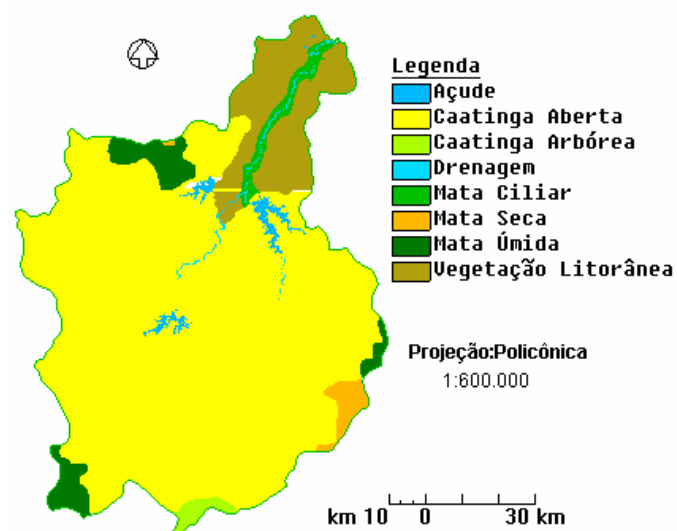 Legenda
Açude
Caatinga Aberta
Caatinga Arbórea
Drenagem
Mata Ciliar
Mata Seca
Mata Úmida
Vegetação Litorânea
Projeção:Policônica
1:600.000
km 10 0 30 km